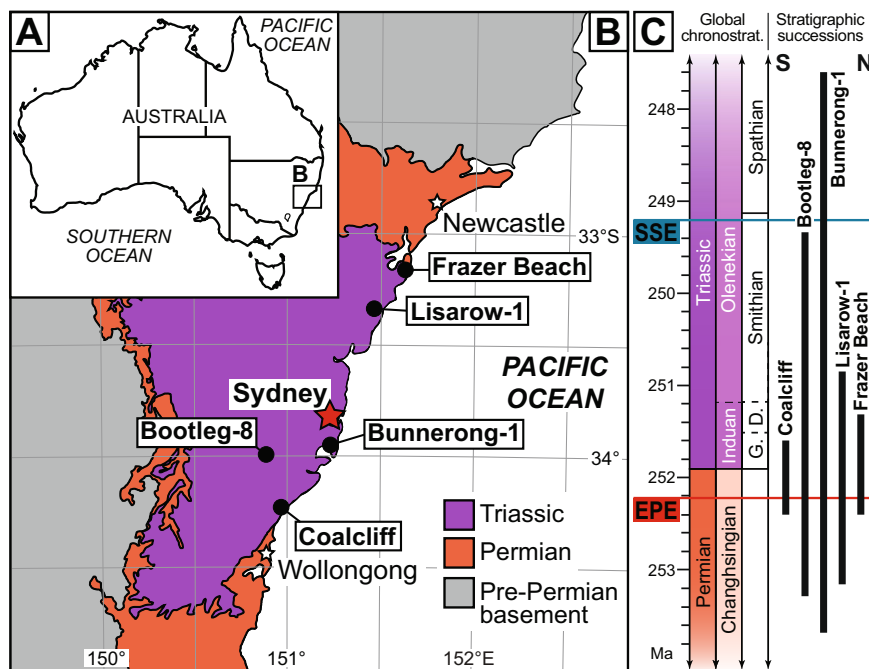 A
PACIFIC
OCEAN
AUSTRALIA
B
SOUTHERN
OCEAN
B
Newcastle
33°S
Frazer Beach
Lisarow-1
PACIFIC
OCEAN
Sydney
Bootleg-8
Bunnerong-1
34°
Coalcliff
Wollongong
Triassic
Permian
Pre-Permian
basement
150°
151°
152°E
C
Global
chronostrat.
Stratigraphic
successions
S
N
248
249
250
251
252
253
Ma
SSE
EPE
Triassic
Permian
Olenekian
Induan
Changhsingian
Spathian
Smithian
D.
G.
Coalcliff
Bootleg-8
Bunnerong-1
Lisarow-1
Frazer Beach